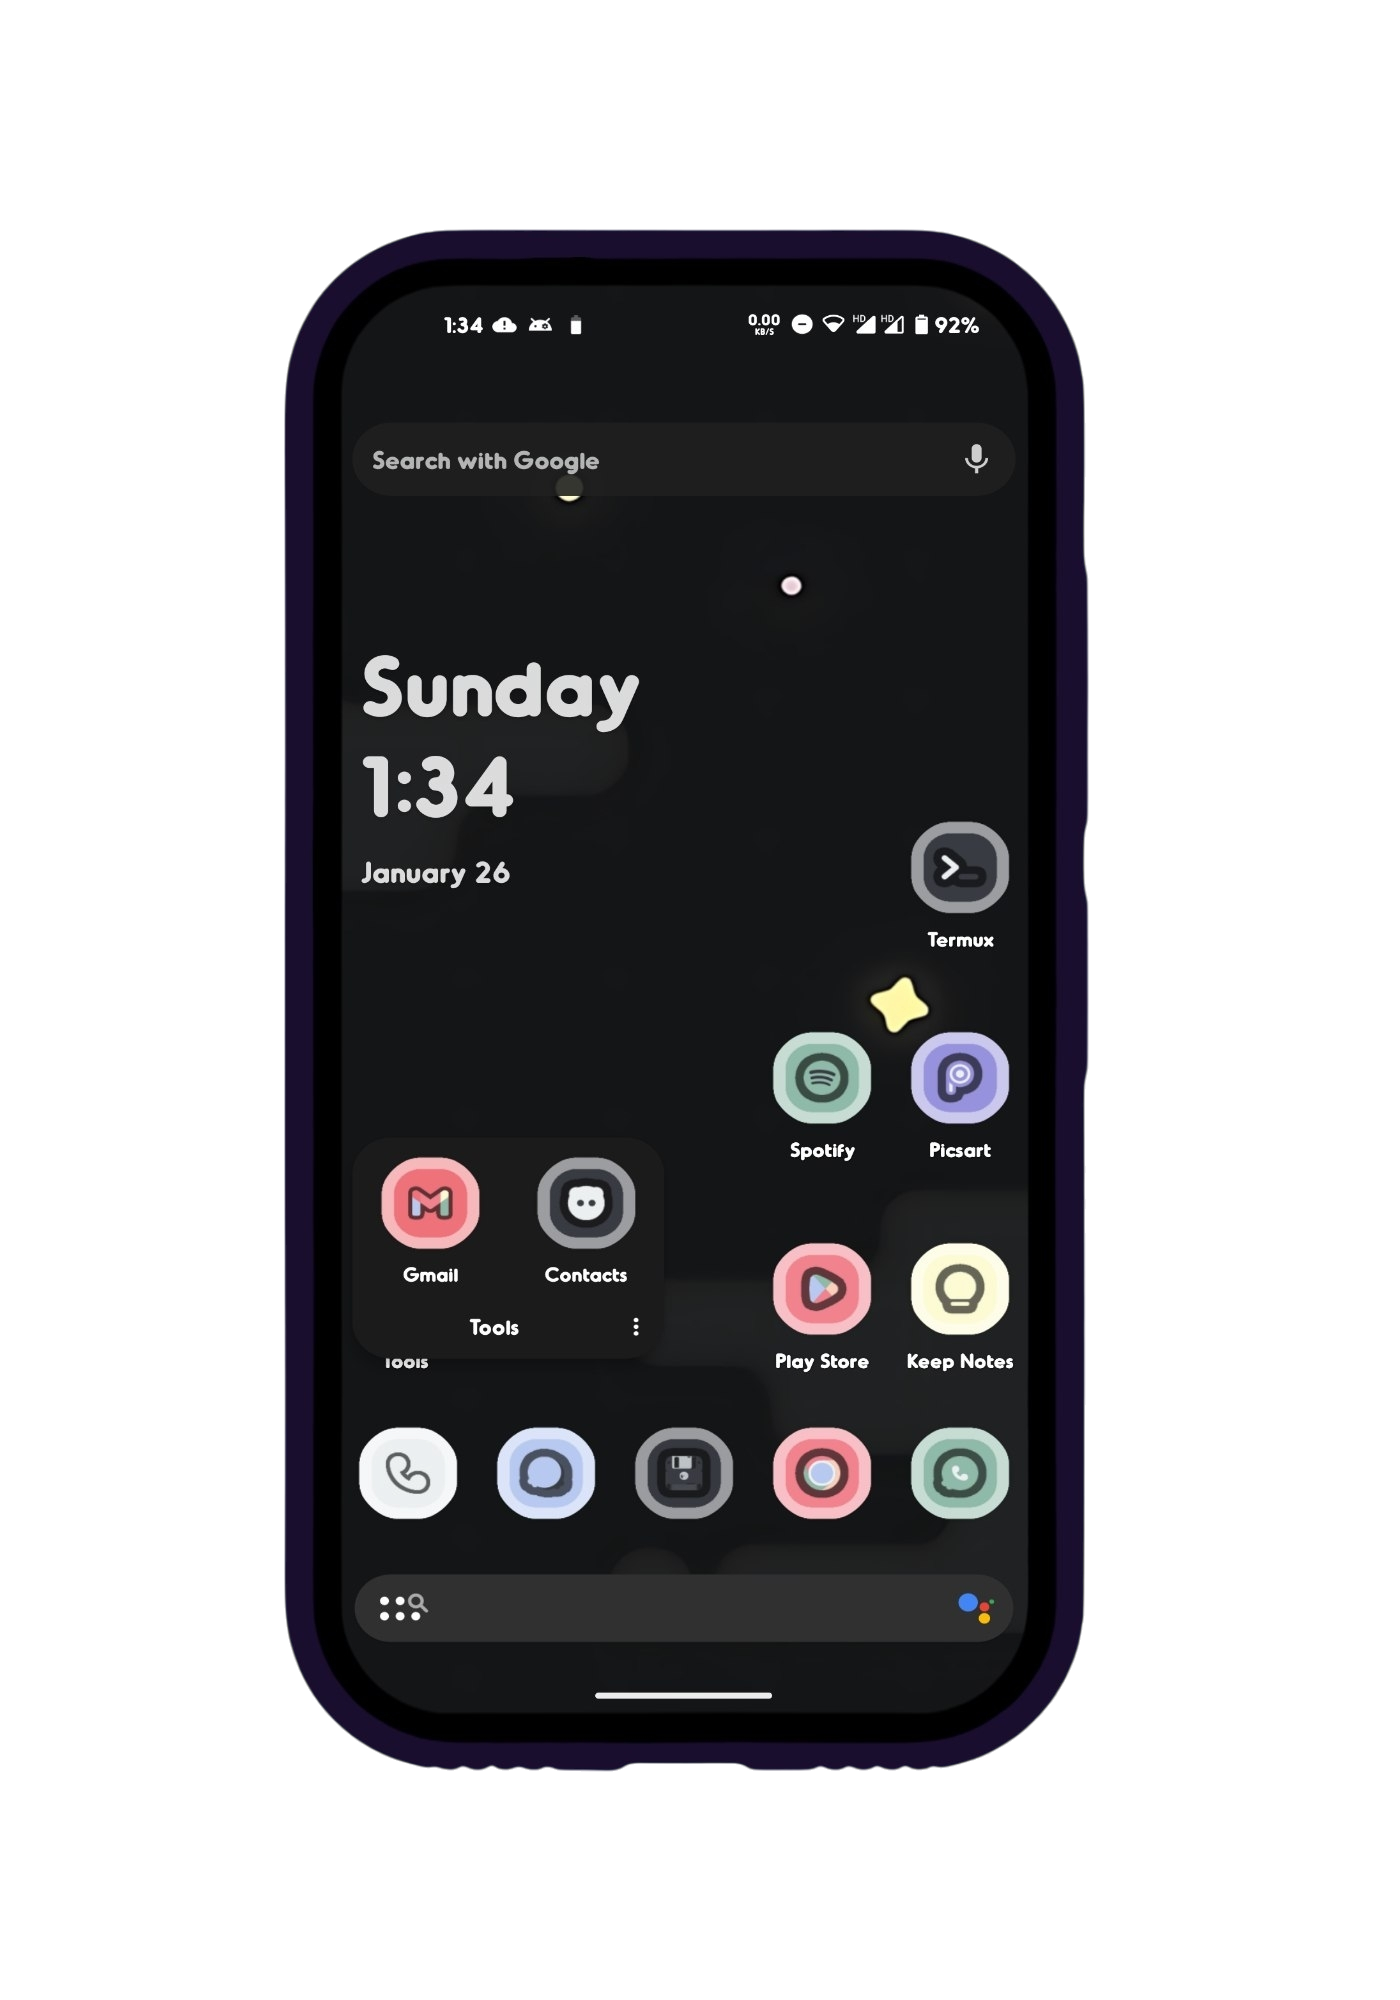 1:34
0.00
KB/S
HD
HD
92%
Search with Google
Sunday
1:34
January 26
Termux
Spotify
Picsart
Gmail
Contacts
Tools
Tools
Play Store
Keep Notes